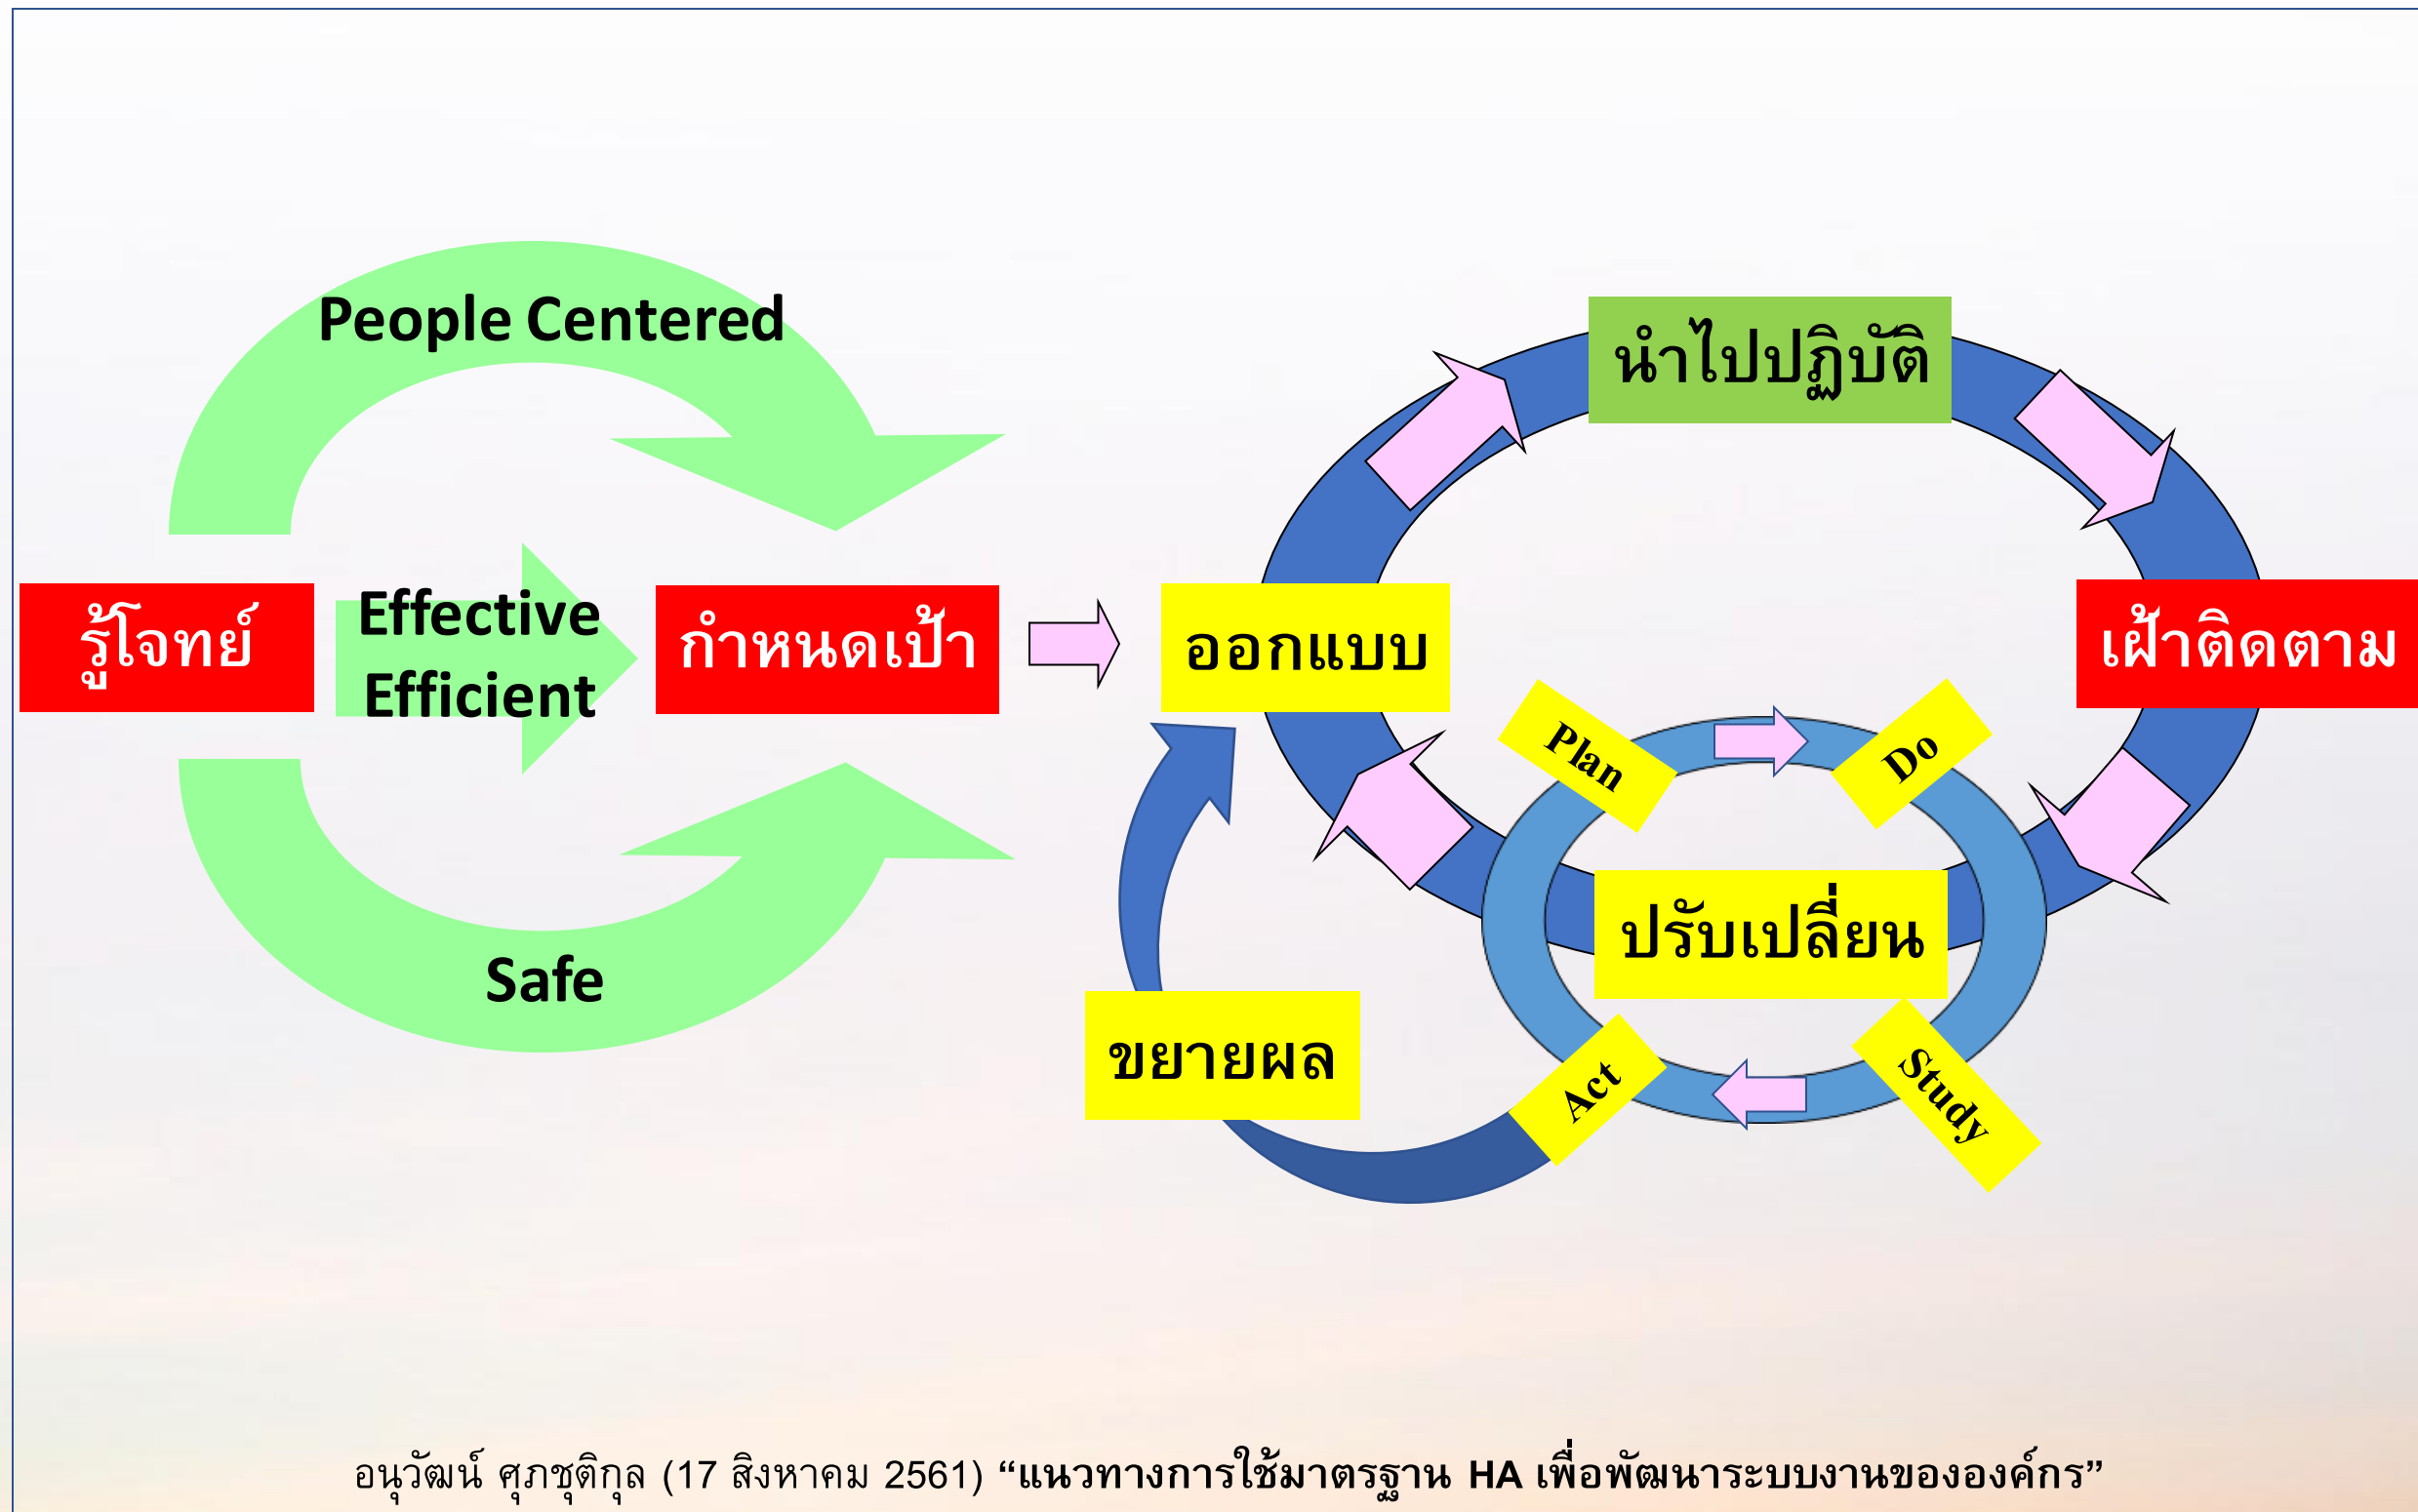 People Centered
รู้โจทย์
Effective
Efficient
กำหนดเป้า
Safe
ออกแบบ
นำไปปฏิบัติ
เฝ้าติดตาม
ปรับเปลี่ยน
Plan
Do
Study
Act
ขยายผล
อนุวัฒน์ ศุภชุติกุล (17 สิงหาคม 2561) “แนวทางการใช้มาตรฐาน HA เพื่อพัฒนาระบบงานขององค์กร”